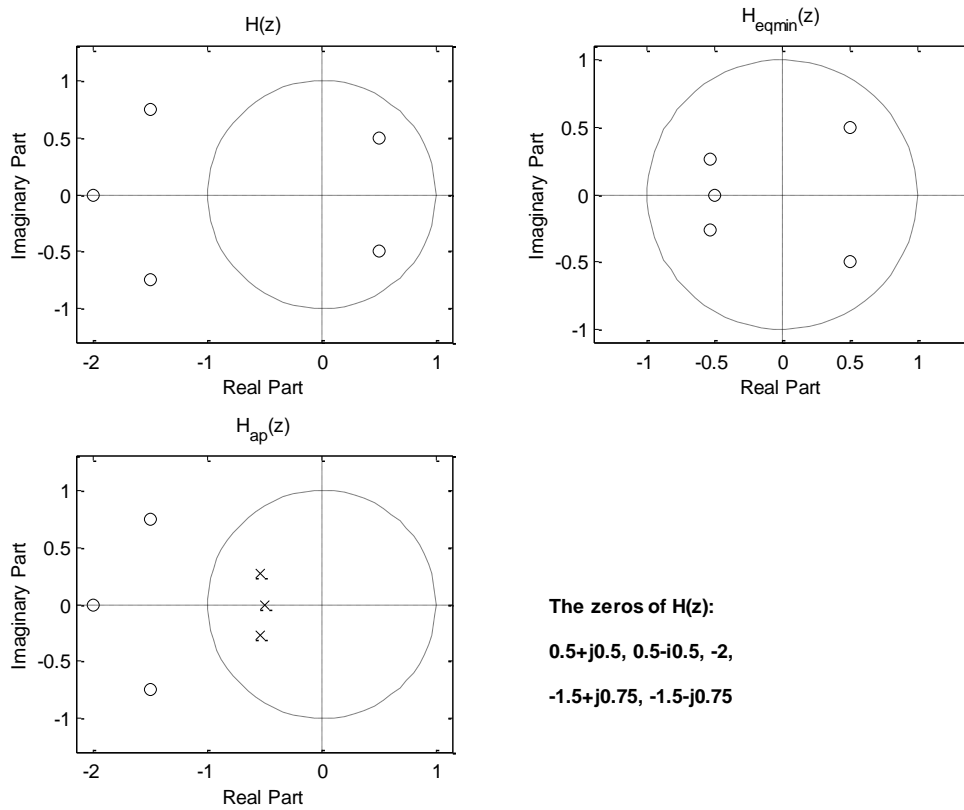 H(z)
1
0.5
0
-0.5
-1
Imaginary Part
-2
-1
0
1
Real Part
H_eqmin(z)
1
0.5
0
-0.5
-1
Imaginary Part
-1
-0.5
0
0.5
1
Real Part
H_ap(z)
1
0.5
0
-0.5
-1
Imaginary Part
-2
-1
0
1
Real Part
The zeros of H(z):
0.5+j0.5, 0.5-i0.5, -2,
-1.5+j0.75, -1.5-j0.75